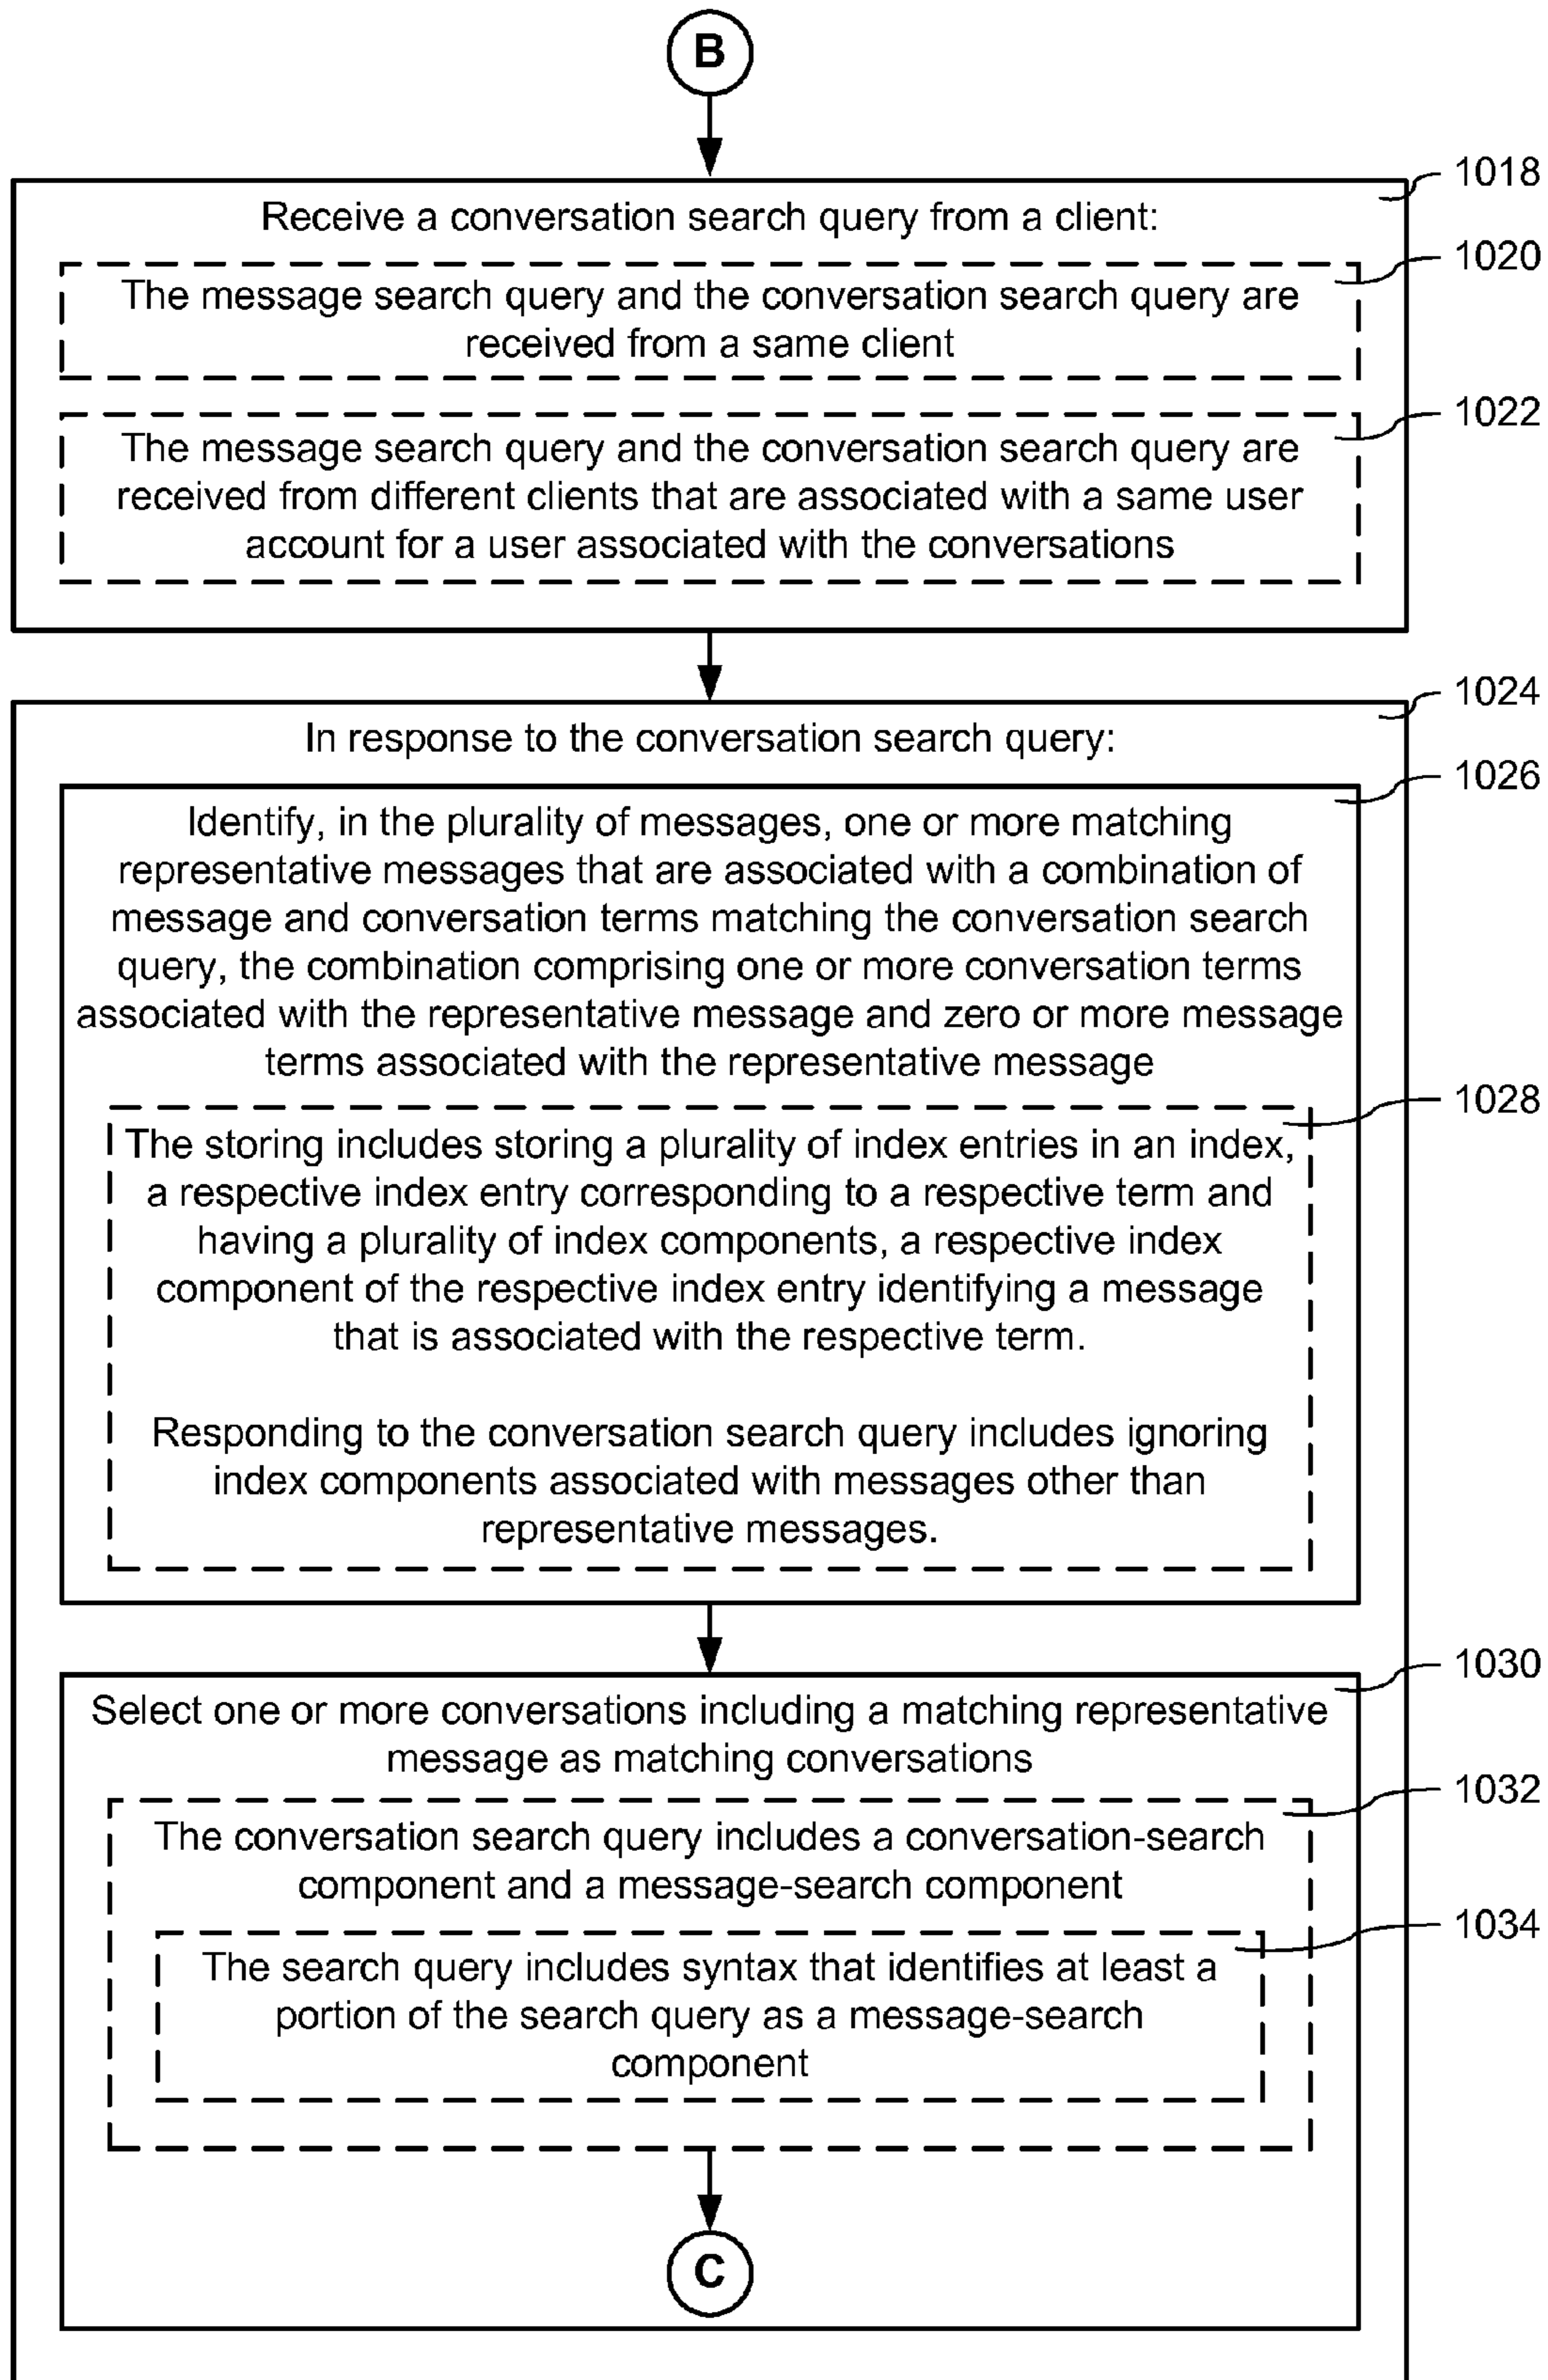 B
1018
Receive a conversation search query from a client:
1020
The message search query and the conversation search query are
received from a same client
1022
The message search query and the conversation search query are
received from different clients that are associated with a same user
account for a user associated with the conversations
1024
In response to the conversation search query:
1026
Identify, in the plurality of messages, one or more matching
representative messages that are associated with a combination of
message and conversation terms matching the conversation search
query, the combination comprising one or more conversation terms
associated with the representative message and zero or more message
terms associated with the representative message
1028
The storing includes storing a plurality of index entries in an index,
a respective index entry corresponding to a respective term and
having a plurality of index components, a respective index
component of the respective index entry identifying a message
that is associated with the respective term.
Responding to the conversation search query includes ignoring
index components associated with messages other than
representative messages.
1030
Select one or more conversations including a matching representative
message as matching conversations
1032
The conversation search query includes a conversation-search
component and a message-search component
1034
The search query includes syntax that identifies at least a
portion of the search query as a message-search
component
C